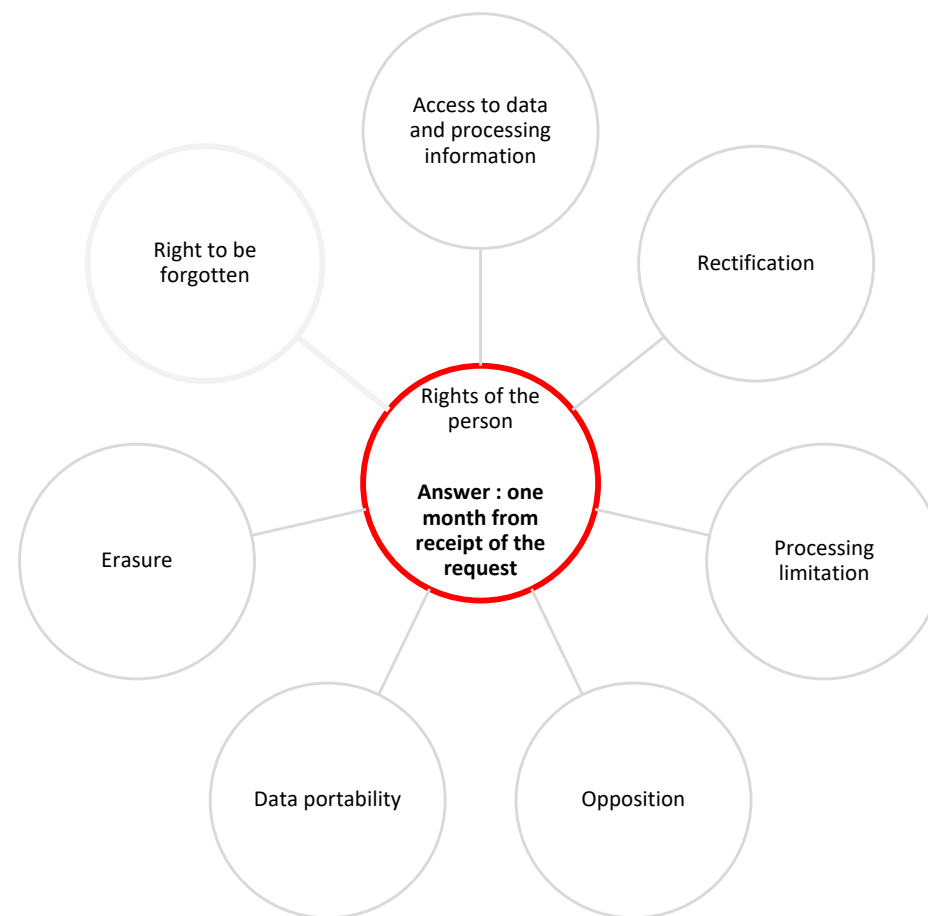 Access to data
and processing
information
Rectification
Processing
limitation
Opposition
Data portability
Erasure
Right to be
forgotten
Rights of the
person
Answer : one
month from
receipt of the
request